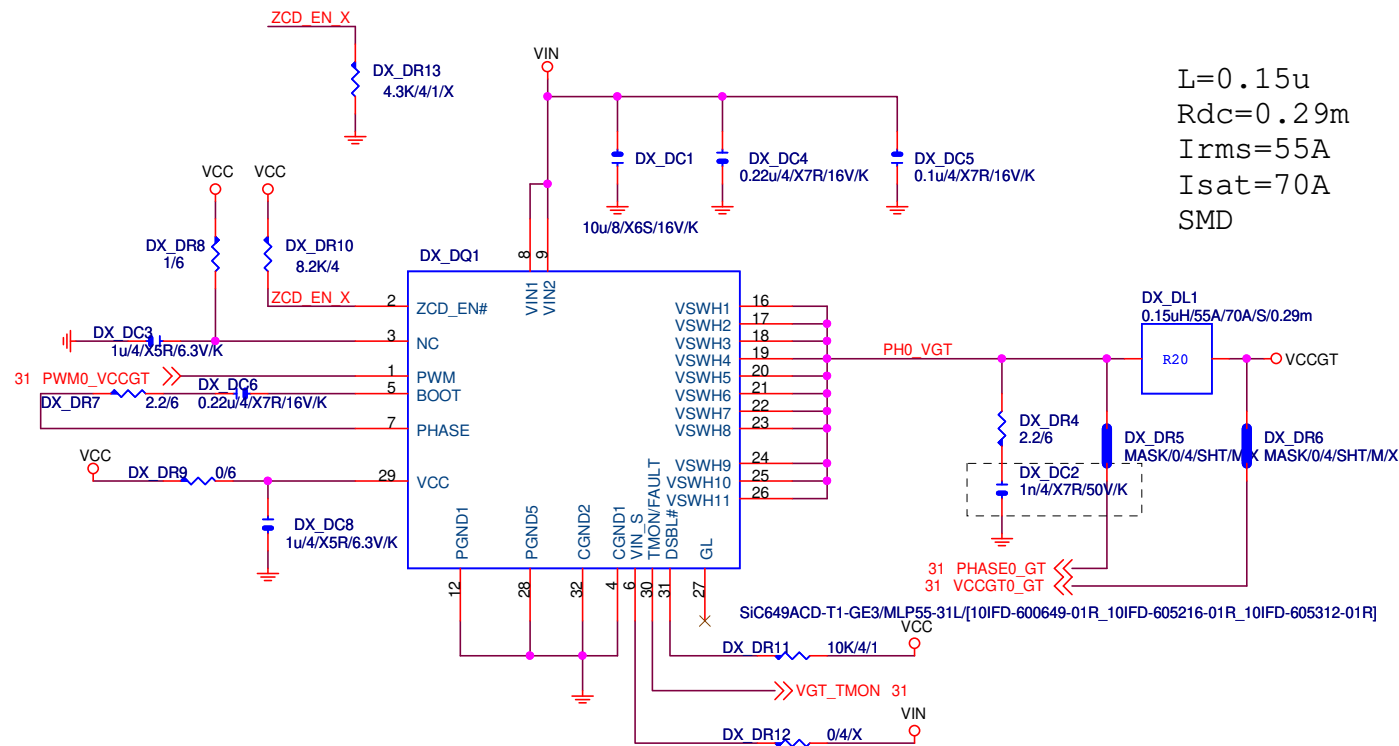 ZCD_EN_X
DX_DR13
4.3K/4/1/X
VIN
L=0.15u
Rdc=0.29m
Irms=55A
Isat=70A
SMD
DX_DC1
10u/8/X6S/16V/K
DX_DC4
0.22u/4/X7R/16V/K
DX_DC5
0.1u/4/X7R/16V/K
VCC
VCC
DX_DR8
1/6
DX_DR10
8.2K/4
ZCD_EN_X
DX_DQ1
8
9
VIN1
VIN2
2
ZCD_EN#
DX_DC3
1u/4/X5R/6.3V/K
3
NC
31 PWM0_VCCGT
1
PWM
DX_DR7
2.2/6
DX_DC6
0.22u/4/X7R/16V/K
5
BOOT
7
PHASE
VCC
DX_DR9
0/6
29
VCC
DX_DC8
1u/4/X5R/6.3V/K
VSWH1
16
VSWH2
17
VSWH3
18
VSWH4
19
VSWH5
20
VSWH6
21
VSWH7
22
VSWH8
23
VSWH9
24
VSWH10
25
VSWH11
26
PH0_VGT
DX_DL1
0.15uH/55A/70A/S/0.29m
R20
VCCGT
DX_DR4
2.2/6
DX_DC2
1n/4/X7R/50V/K
DX_DR5
MASK/0/4/SHT/M/X
DX_DR6
MASK/0/4/SHT/M/X
31 PHASE0_GT
31 VCCGT0_GT
PGND1
PGND5
CGND2
CGND1
VIN_S
TMON/FAULT
DSBL#
GL
12
28
32
4
6
30
31
27
SiC649ACD-T1-GE3/MLP55-31L/[10IFD-600649-01R_10IFD-605216-01R_10IFD-605312-01R]
DX_DR11
10K/4/1
VCC
VGT_TMON 31
DX_DR12
0/4/X
VIN